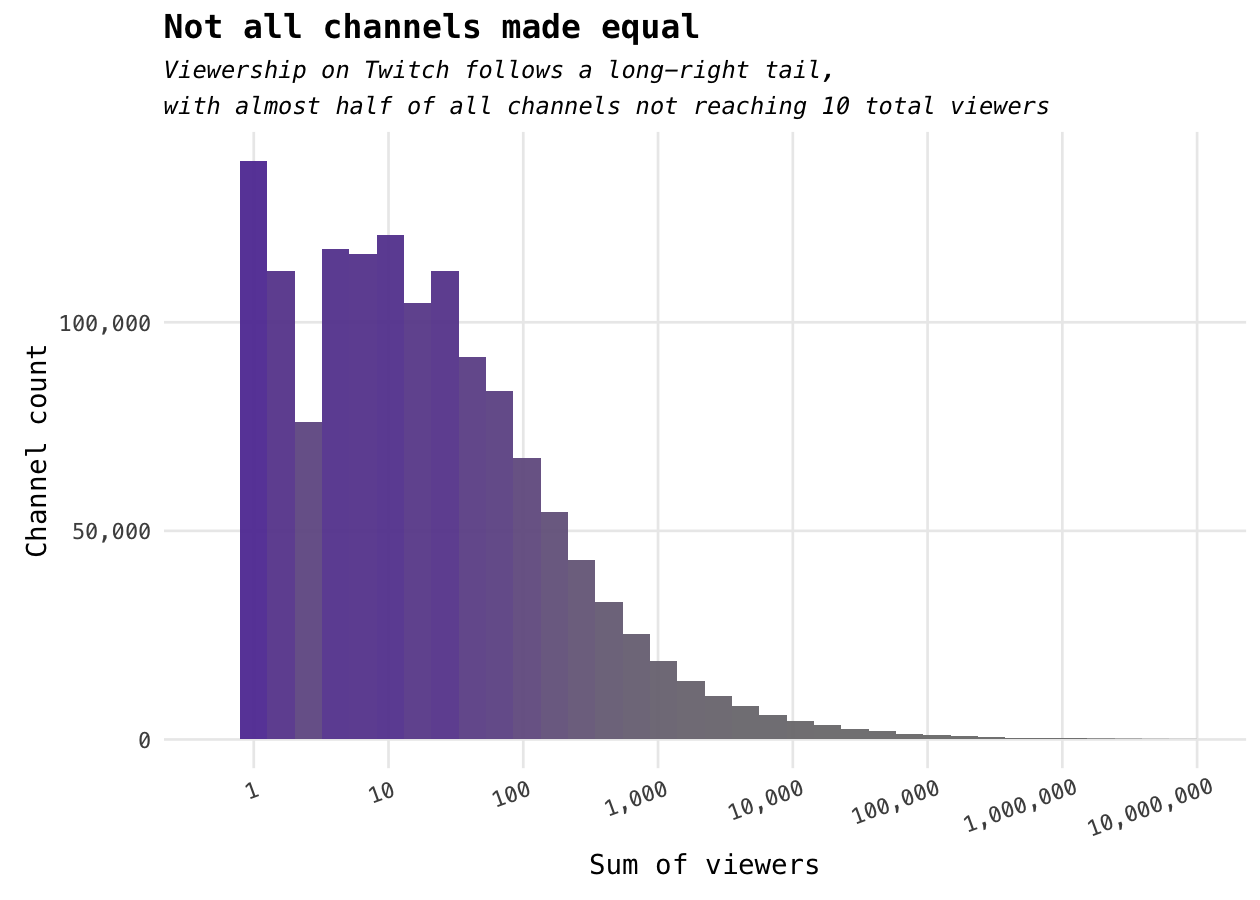 Not all channels made equal
Viewership on Twitch follows a long-right tail,
with almost half of all channels not reaching 10 total viewers
Channel count
100,000
50,000
0
1
10
100
1,000
10,000
100,000
1,000,000
10,000,000
Sum of viewers